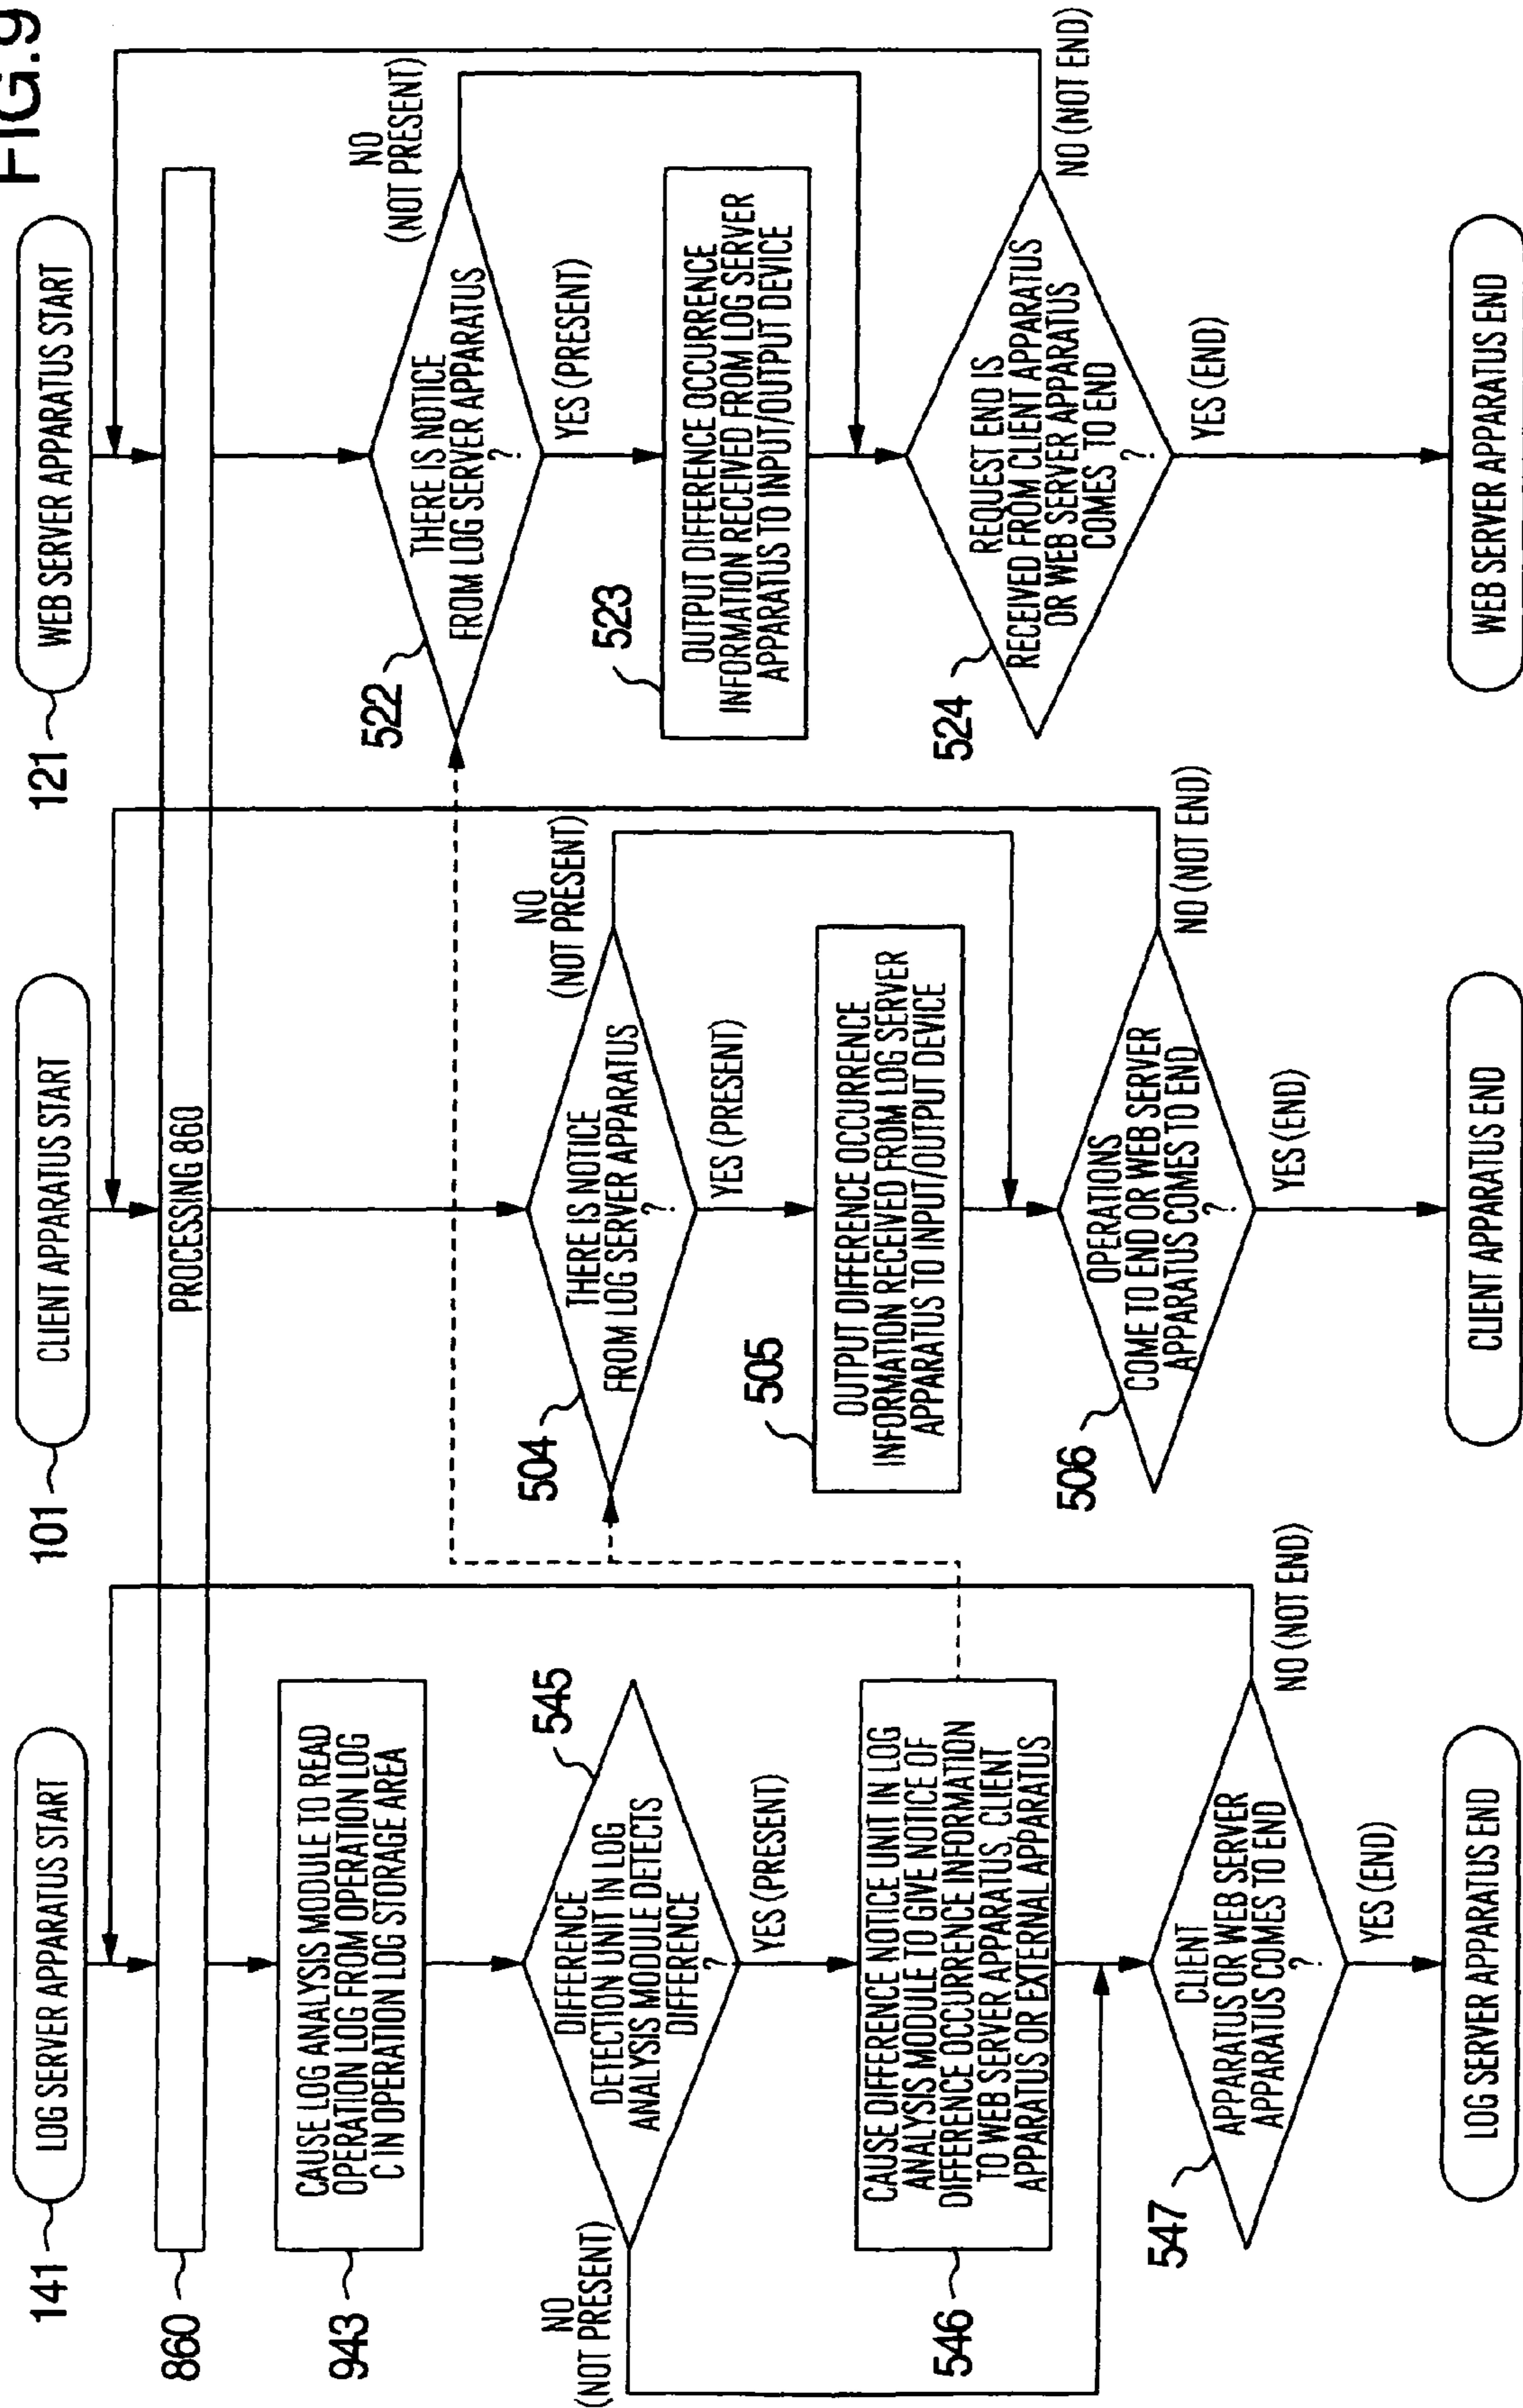 FIG.9
141
LOG SERVER APPARATUS START
860
943
CAUSE LOG ANALYSIS MODULE TO READ
OPERATION LOG FROM OPERATION LOG
C IN OPERATION LOG STORAGE AREA
545
DIFFERENCE
DETECTION UNIT IN LOG
ANALYSIS MODULE DETECTS
DIFFERENCE
?
NO
(NOT PRESENT)
YES (PRESENT)
546
CAUSE DIFFERENCE NOTICE UNIT IN LOG
ANALYSIS MODULE TO GIVE NOTICE OF
DIFFERENCE OCCURRENCE INFORMATION
TO WEB SERVER APPARATUS, CLIENT
APPARATUS OR EXTERNAL APPARATUS
547
CLIENT
APPARATUS OR WEB SERVER
APPARATUS COMES TO END
?
NO (NOT END)
YES (END)
LOG SERVER APPARATUS END
101
CLIENT APPARATUS START
PROCESSING 860
504
THERE IS NOTICE
FROM LOG SERVER APPARATUS
?
NO
(NOT PRESENT)
YES (PRESENT)
505
OUTPUT DIFFERENCE OCCURRENCE
INFORMATION RECEIVED FROM LOG SERVER
APPARATUS TO INPUT/OUTPUT DEVICE
506
OPERATIONS
COME TO END OR WEB SERVER
APPARATUS COMES TO END
?
NO (NOT END)
YES (END)
CLIENT APPARATUS END
121
WEB SERVER APPARATUS START
522
THERE IS NOTICE
FROM LOG SERVER APPARATUS
?
NO
(NOT PRESENT)
YES (PRESENT)
523
OUTPUT DIFFERENCE OCCURRENCE
INFORMATION RECEIVED FROM LOG SERVER
APPARATUS TO INPUT/OUTPUT DEVICE
524
REQUEST END IS
RECEIVED FROM CLIENT APPARATUS
OR WEB SERVER APPARATUS
COMES TO END
?
NO (NOT END)
YES (END)
WEB SERVER APPARATUS END